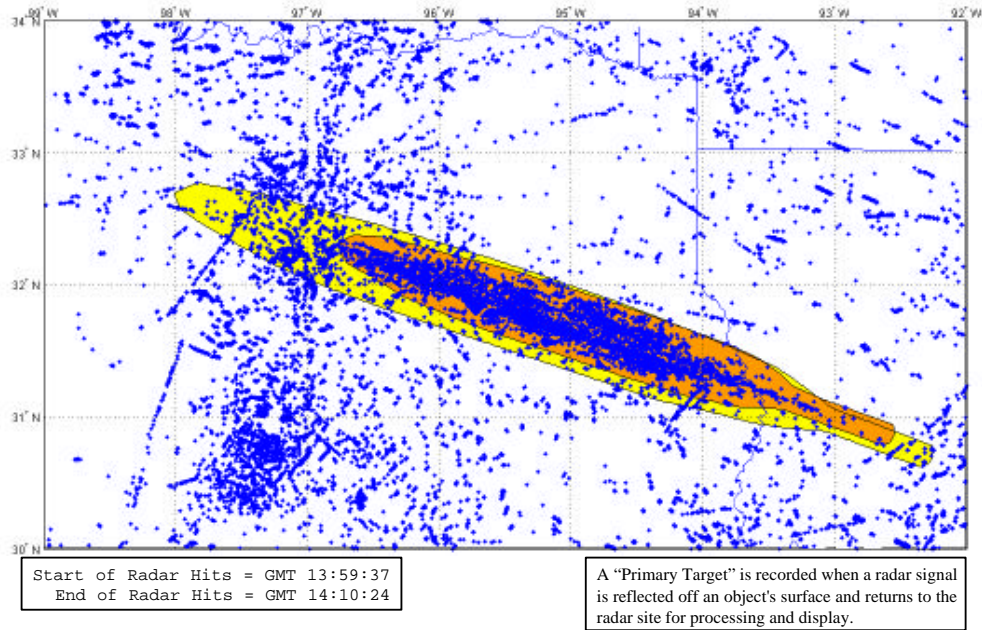 99° W 98° W 97° W 96° W 95° W 94° W 93° W 92° W
34° N
33° N
32° N
31° N
30° N
Start of Radar Hits = GMT 13:59:37
End of Radar Hits = GMT 14:10:24
A “Primary Target” is recorded when a radar signal
is reflected off an object's surface and returns to the
radar site for processing and display.